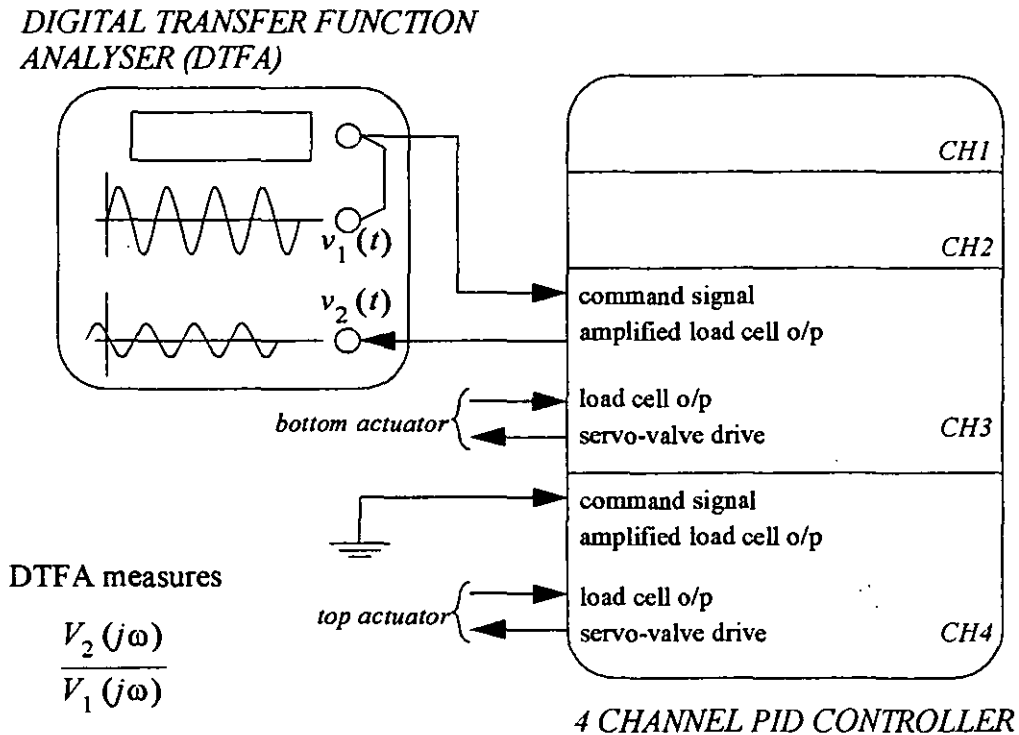 DIGITAL TRANSFER FUNCTION
ANALYSER (DTFA)
v₁(t)
v₂(t)
CH1
CH2
command signal
amplified load cell o/p
bottom actuator
load cell o/p
servo-valve drive
CH3
command signal
amplified load cell o/p
top actuator
load cell o/p
servo-valve drive
CH4
DTFA measures
V₂(jω)
V₁(jω)
4 CHANNEL PID CONTROLLER